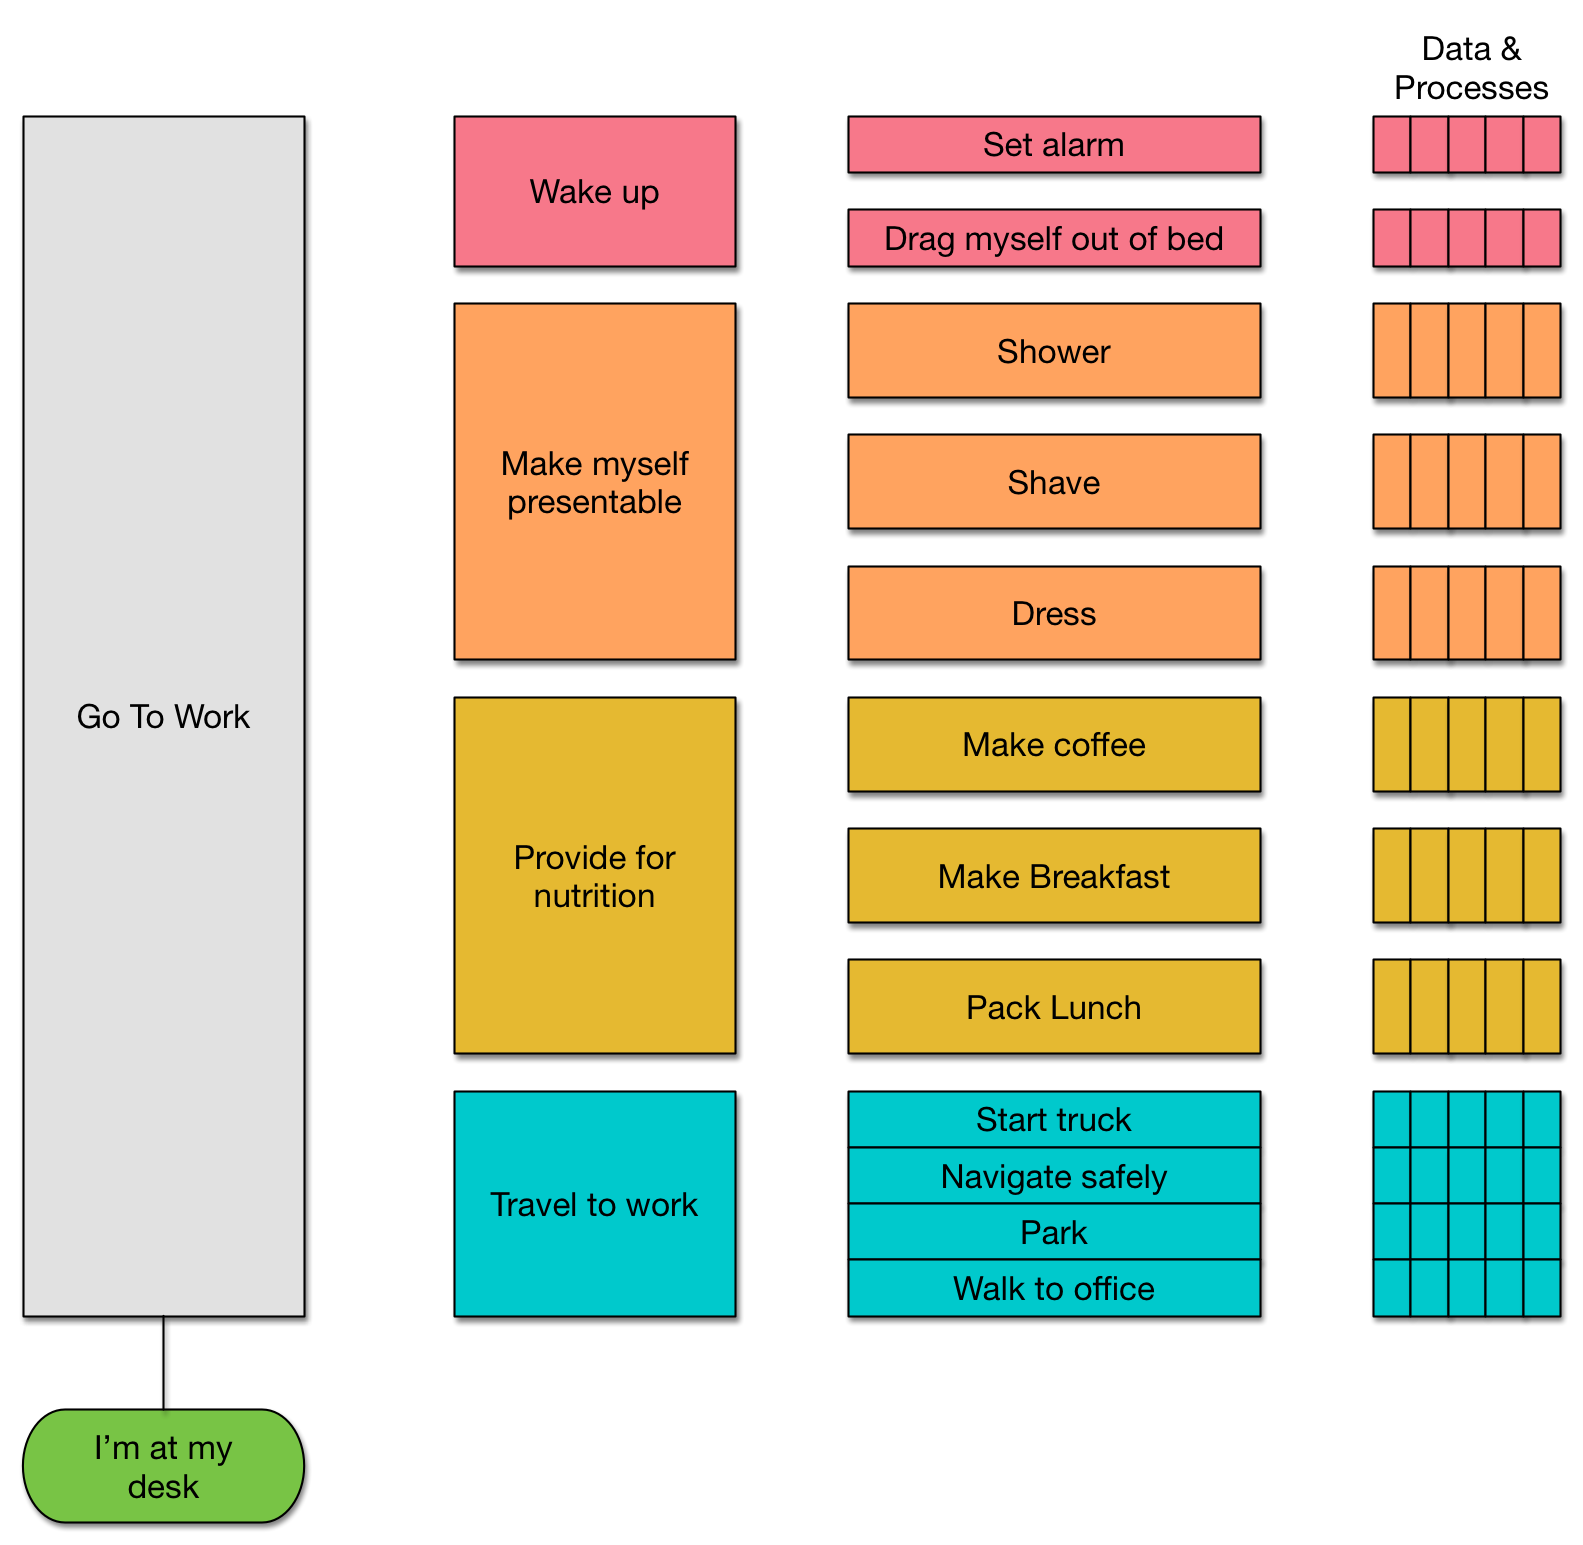 Data &
Processes
Go To Work
I’m at my
desk
Wake up
Set alarm
Drag myself out of bed
Make myself
presentable
Shower
Shave
Dress
Provide for
nutrition
Make coffee
Make Breakfast
Pack Lunch
Travel to work
Start truck
Navigate safely
Park
Walk to office